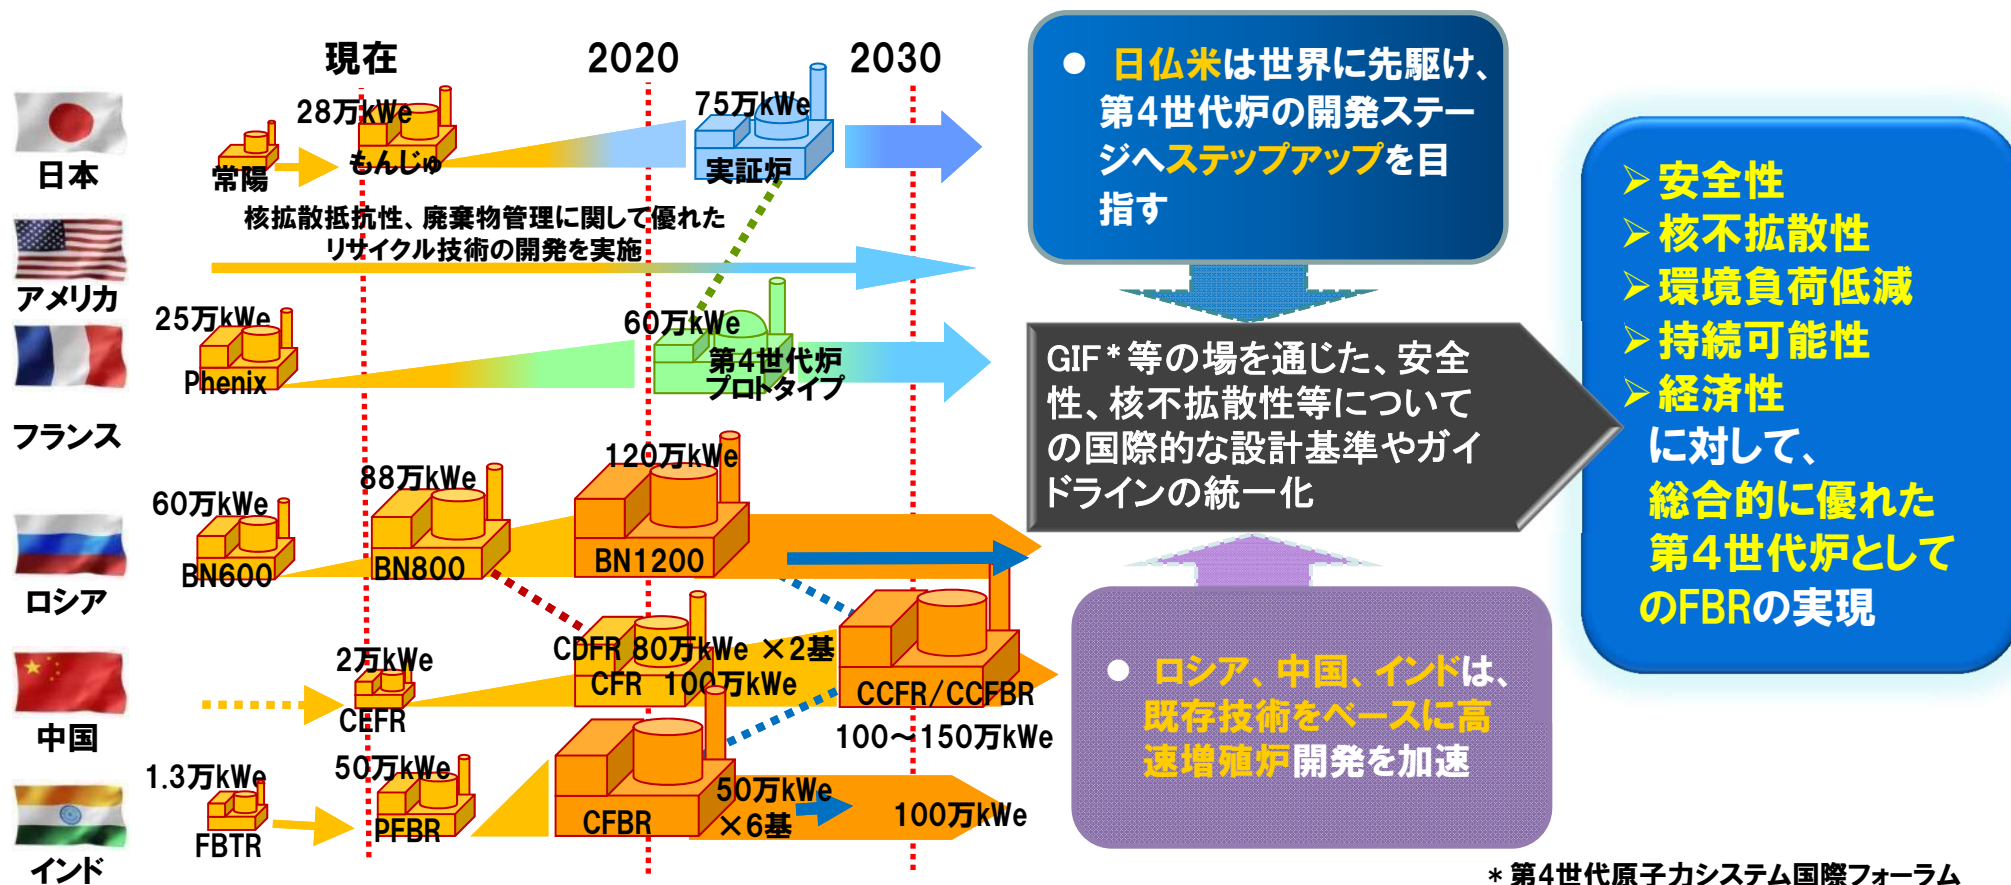 現在
2020
2030
日本
常陽
28万kWe
もんじゅ
75万kWe
実証炉
アメリカ
核拡散抵抗性、廃棄物管理に関して優れた
リサイクル技術の開発を実施
フランス
25万kWe
Phenix
60万kWe
第4世代炉
プロトタイプ
ロシア
60万kWe
BN600
88万kWe
BN800
120万kWe
BN1200
中国
2万kWe
CEFR
CDFR 80万kWe ×2基
CFR 100万kWe
CCFR/CCFBR
100～150万kWe
インド
1.3万kWe
FBTR
50万kWe
PFBR
CFBR
50万kWe
×6基
100万kWe
● 日仏米は世界に先駆け、
第4世代炉の開発ステー
ジへステップアップを目
指す
GIF*等の場を通じた、安全
性、核不拡散性等について
の国際的な設計基準やガイ
ドラインの統一化
● ロシア、中国、インドは、
既存技術をベースに高
速増殖炉開発を加速
➢ 安全性
➢ 核不拡散性
➢ 環境負荷低減
➢ 持続可能性
➢ 経済性
に対して、
総合的に優れた
第4世代炉として
のFBRの実現
* 第4世代原子力システム国際フォーラム